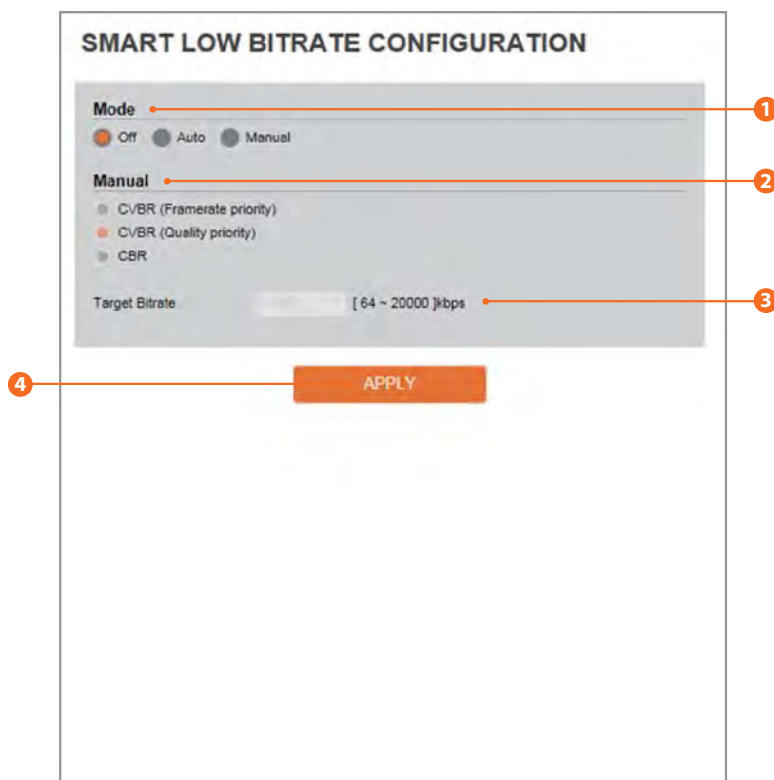 SMART LOW BITRATE CONFIGURATION
Mode 1
Off Auto Manual
Manual 2
CVBR (Framerate priority)
CVBR (Quality priority)
CBR
Target Bitrate [ 64 ~ 20000 ]kbps 3
4 APPLY